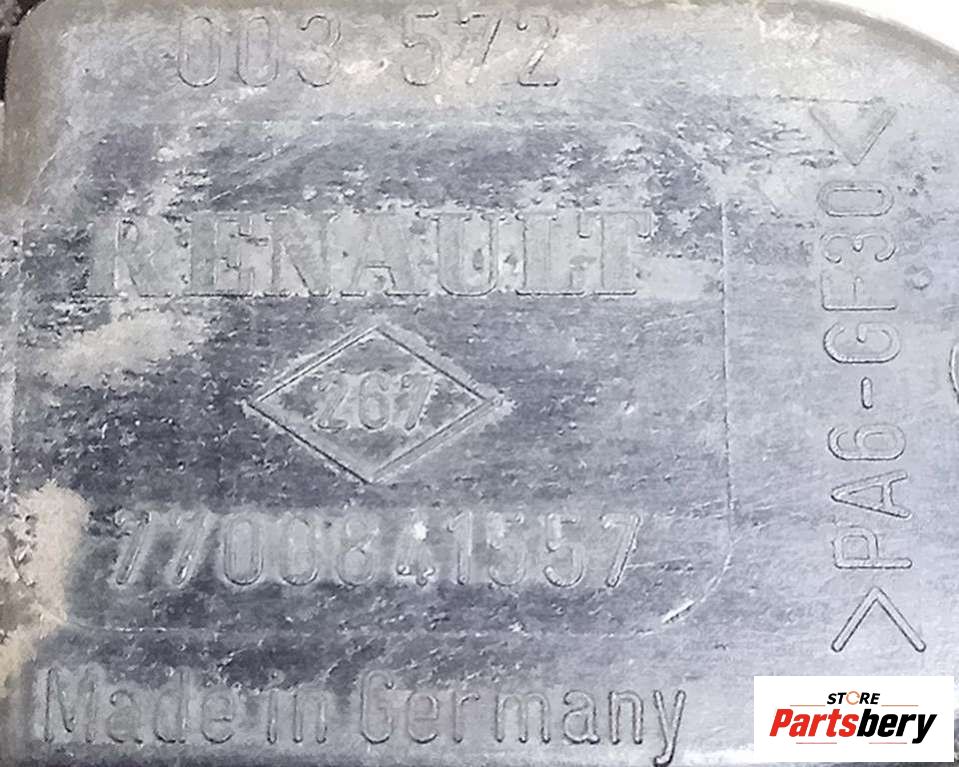 003 572
RENAULT
267
7700841557
Made in Germany
>PA6-GF30<
STORE
Partsbery